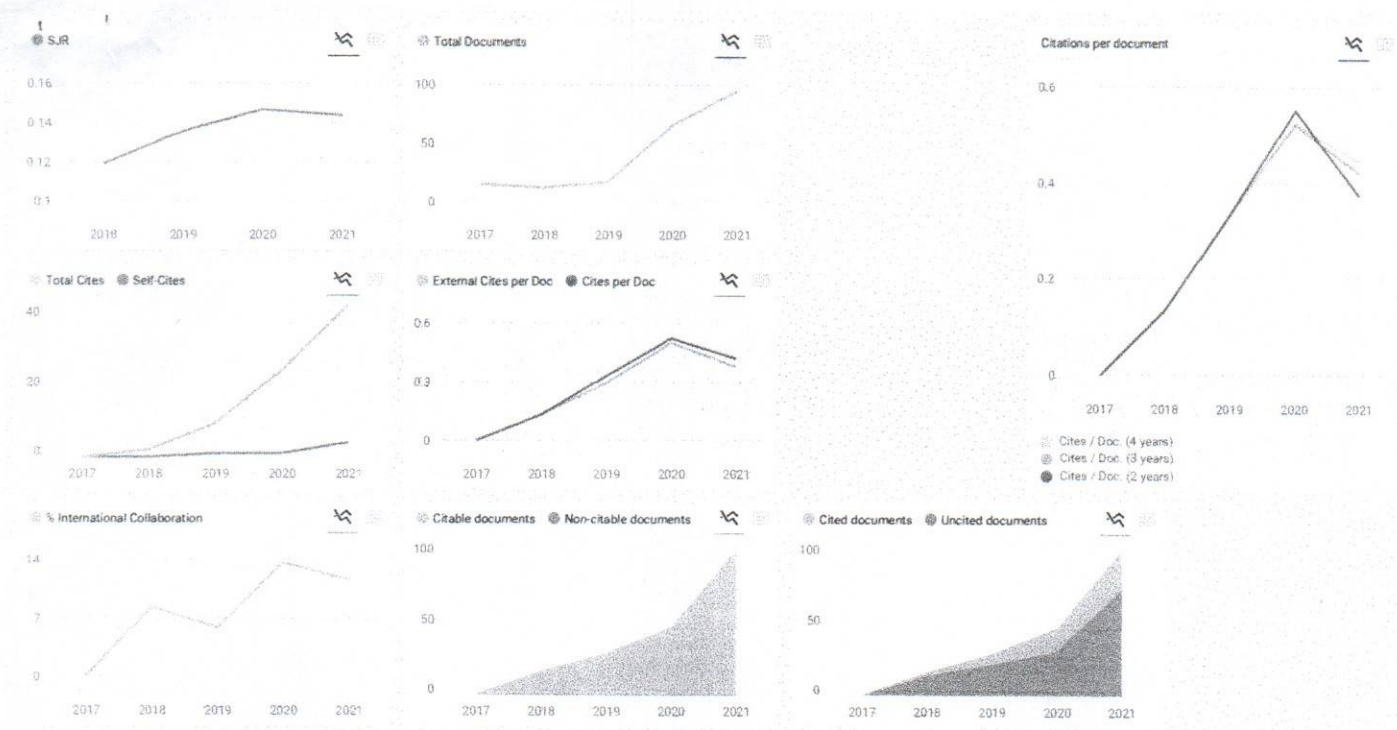 SJR
0.16
0.14
0.12
0.1
2018 2019 2020 2021
Total Documents
100
50
0
2017 2018 2019 2020 2021
Citations per document
0.6
0.4
0.2
0
2017 2018 2019 2020 2021
Cites / Doc. (4 years)
Cites / Doc. (3 years)
Cites / Doc. (2 years)
Total Cites Self-Cites
40
20
0
2017 2018 2019 2020 2021
External Cites per Doc Cites per Doc
0.6
0.3
0
2017 2018 2019 2020 2021
% International Collaboration
14
7
0
2017 2018 2019 2020 2021
Citable documents Non-citable documents
100
50
0
2017 2018 2019 2020 2021
Cited documents Uncited documents
100
50
0
2017 2018 2019 2020 2021